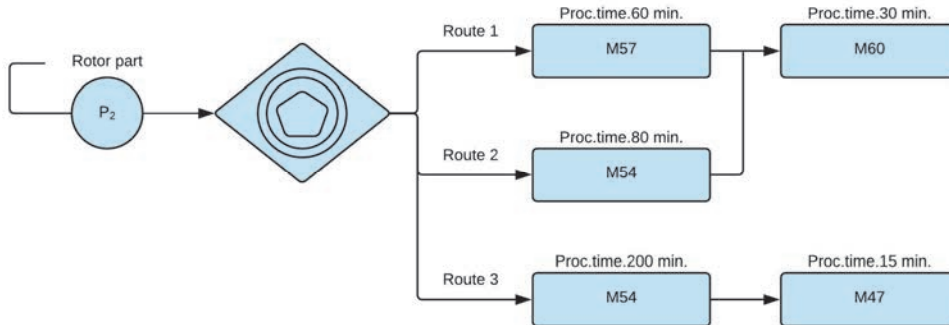 Rotor part
P₂
Route 1
Proc.time.60 min.
M57
Proc.time.30 min.
M60
Route 2
Proc.time.80 min.
M54
Route 3
Proc.time.200 min.
M54
Proc.time.15 min.
M47